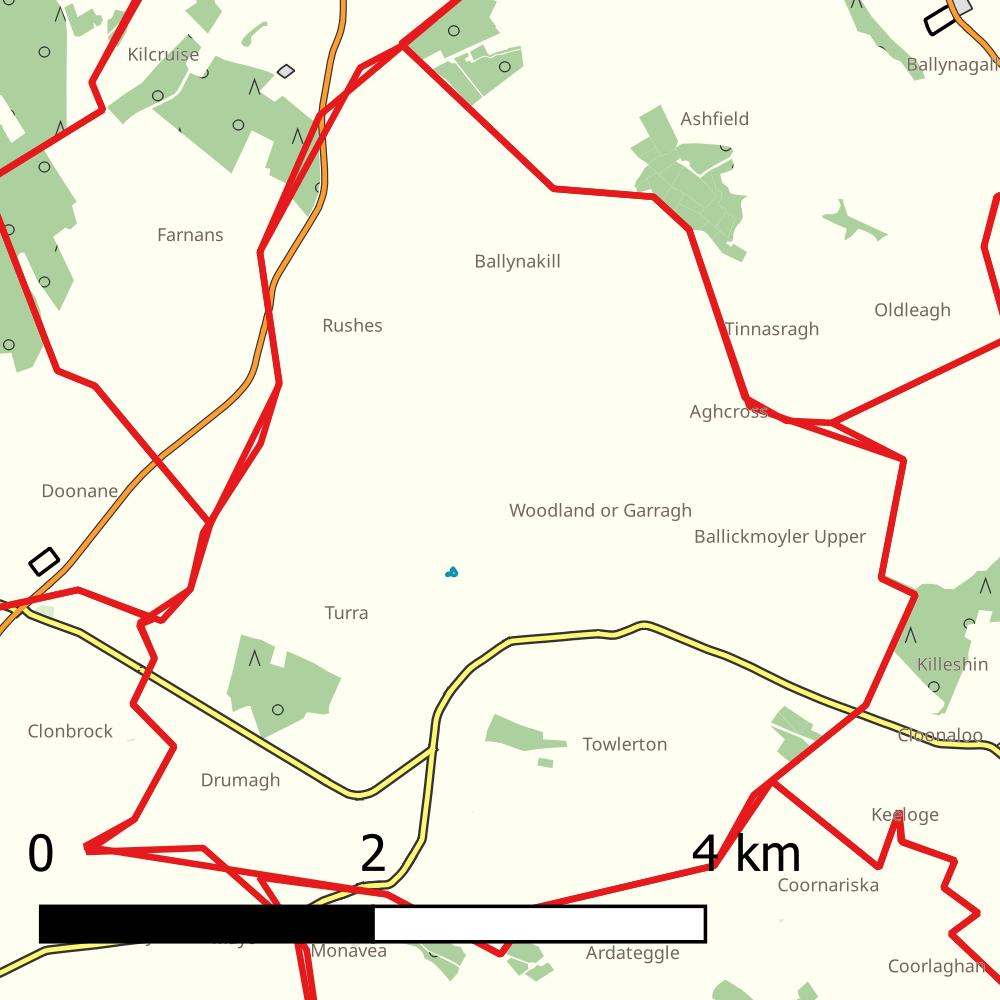 Kilcruise
Ballynagall
Ashfield
Farnans
Ballynakill
Oldleagh
Rushes
Tinnasragh
Aghcross
Doonane
Woodland or Garragh
Ballickmoyler Upper
Turra
Killeshin
Clonbrock
Cloonaloo
Towlerton
Drumagh
Keeloge
0 2 4 km
Coornariska
Monavea
Ardateggle
Coorlaghan